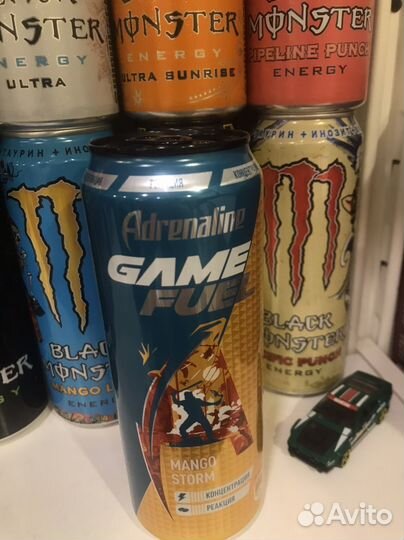 MONSTER
ENERGY
ULTRA
MONSTER
ENERGY
ULTRA SUNRISE
MONSTER
PIPELINE PUNCH
ENERGY
ТАУРИН + ИНОЗИТ
BLACK
MONSTER
MANGO
ENERGY
РЕАКЦИЯ
Adrenaline
GAME
FUEL
MANGO
STORM
КОНЦЕНТРАЦИЯ
РЕАКЦИЯ
ТАУРИН + ИНОЗИТ
BLACK
MONSTER
PUNCH
ENERGY
Avito